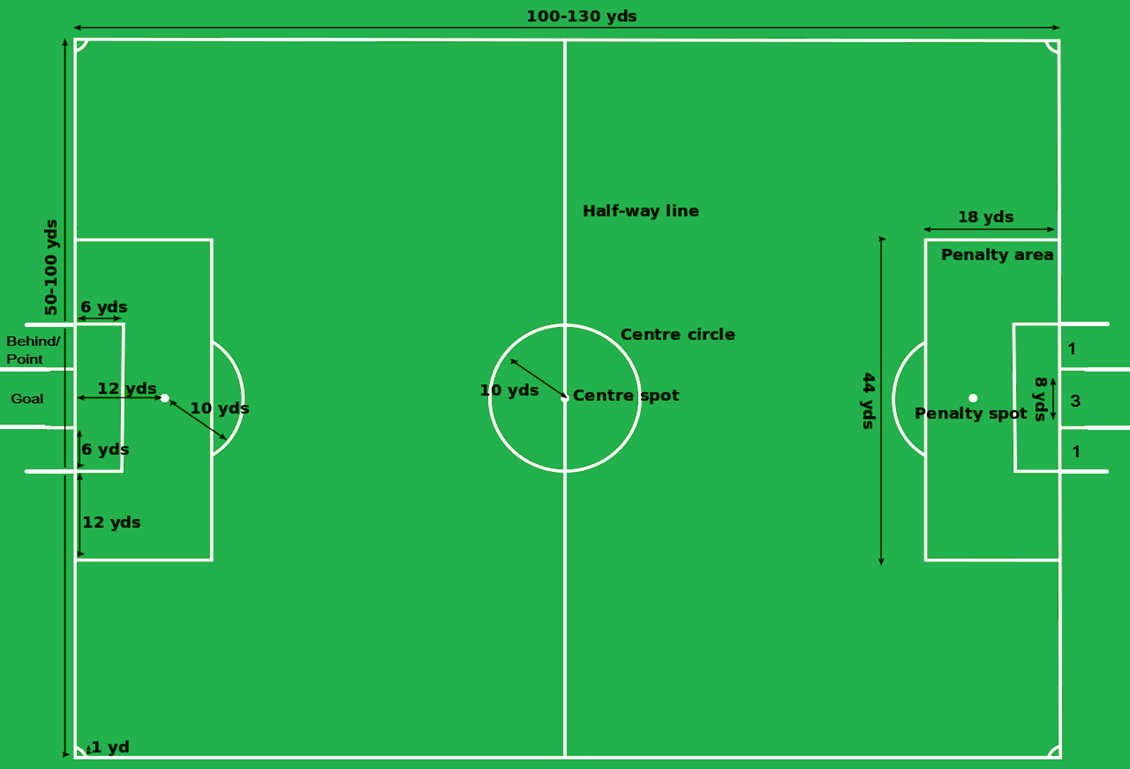 100-130 yds
50-100 yds
Half-way line
18 yds
Penalty area
6 yds
Centre circle
Behind/
Point
1
12 yds
10 yds
Goal
10 yds
Centre spot
44 yds
8 yds
3
Penalty spot
6 yds
1
12 yds
1 yd